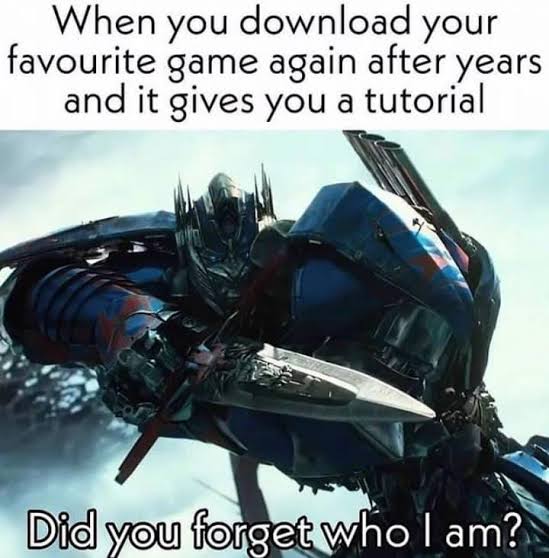 When you download your
favourite game again after years
and it gives you a tutorial
Did you forget who I am?